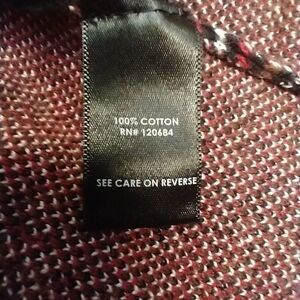 100% COTTON
RN# 120684
SEE CARE ON REVERSE